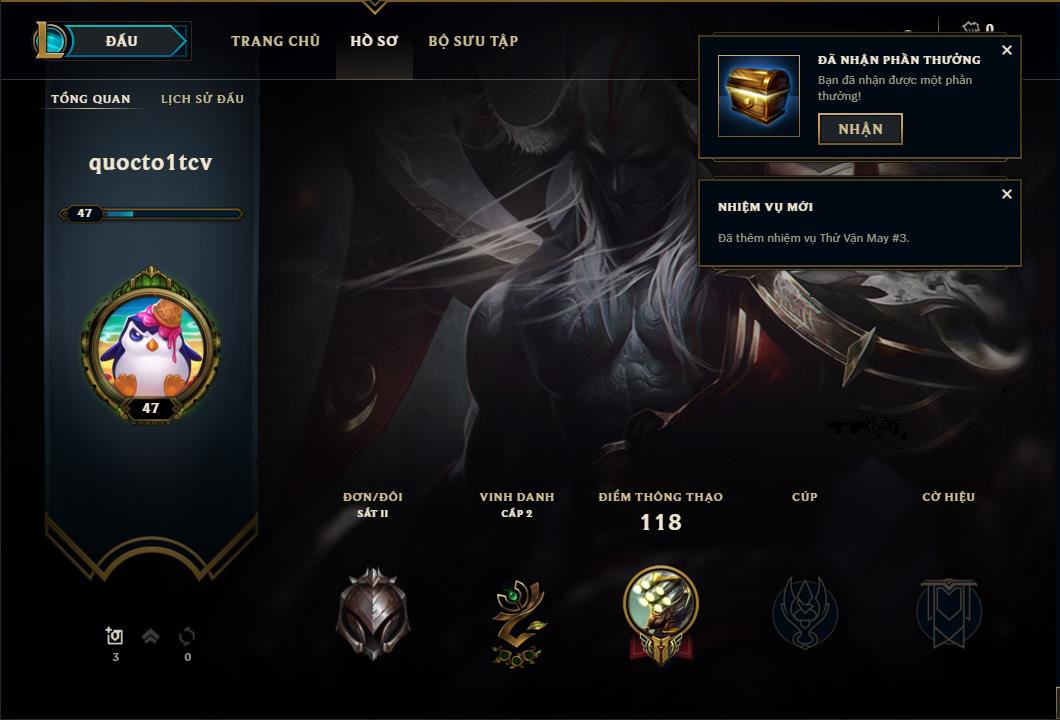 ĐẤU
TRANG CHỦ
HỒ SƠ
BỘ SƯU TẬP
0
TỔNG QUAN
LỊCH SỬ ĐẤU
quocto1tcv
47
47
ĐÃ NHẬN PHẦN THƯỞNG
Bạn đã nhận được một phần
thưởng!
NHẬN
NHIỆM VỤ MỚI
Đã thêm nhiệm vụ Thử Vận May #3.
ĐƠN/ĐÔI
SẮT II
VINH DANH
CẤP 2
ĐIỂM THÔNG THẠO
118
CÚP
CỜ HIỆU
3
0